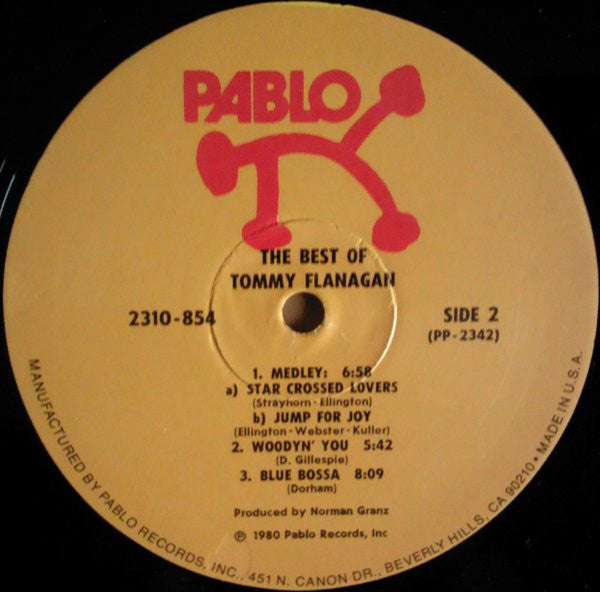 PABLO
THE BEST OF
TOMMY FLANAGAN
2310-854
SIDE 2
(PP-2342)
1. MEDLEY: 6:58
a) STAR CROSSED LOVERS
(Strayhorn-Ellington)
b) JUMP FOR JOY
(Ellington-Webster-Kuller)
2. WOODYN' YOU 5:42
(D. Gillespie)
3. BLUE BOSSA 8:09
(Dorham)
Produced by Norman Granz
℗ 1980 Pablo Records, Inc
MANUFACTURED BY PABLO RECORDS, INC., 451 N. CANON DR., BEVERLY HILLS, CA 90210 • MADE IN U.S.A.